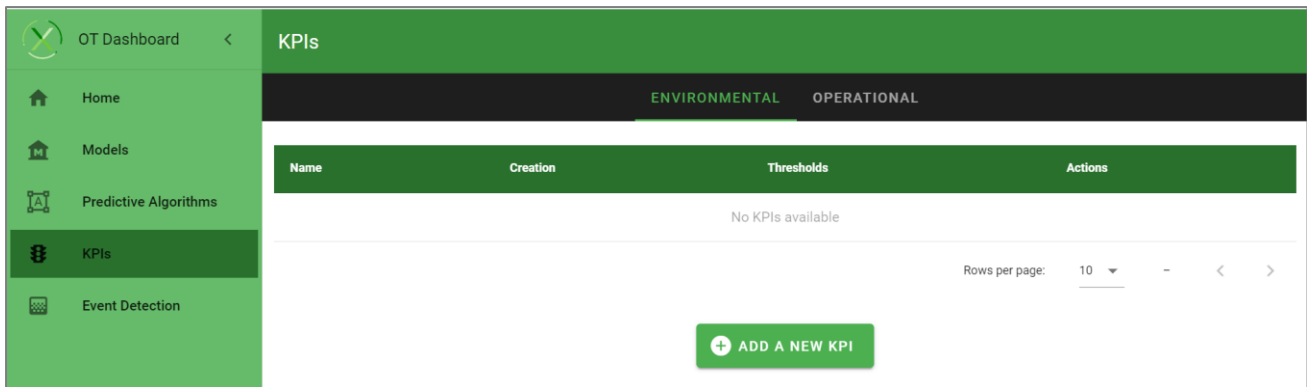 OT Dashboard
KPIs
Home
Models
Predictive Algorithms
KPIs
Event Detection
ENVIRONMENTAL OPERATIONAL
Name Creation Thresholds Actions
No KPIs available
Rows per page: 10 –
ADD A NEW KPI